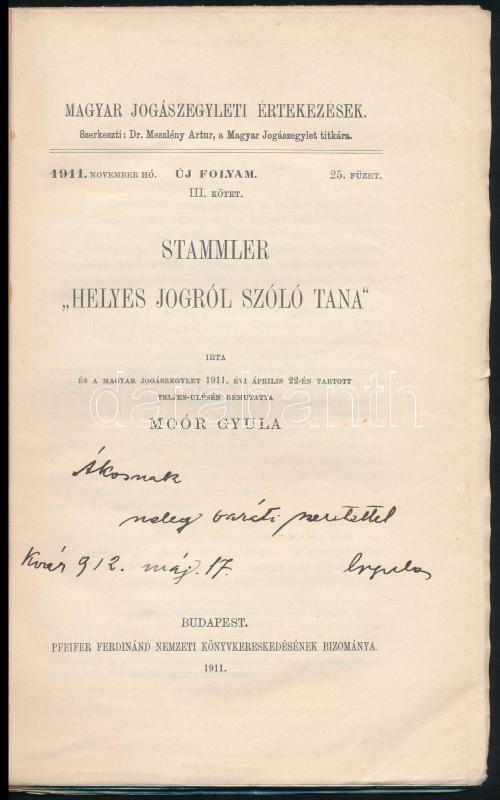 MAGYAR JOGÁSZEGYLETI ÉRTEKEZÉSEK.
Szerkeszti: Dr. Meszlény Artur, a Magyar Jogászegylet titkára.
1911. NOVEMBER HÓ. ÚJ FOLYAM. 25. FÜZET.
III. KÖTET.
STAMMLER
„HELYES JOGRÓL SZÓLÓ TANA“
IRTA
ÉS A MAGYAR JOGÁSZEGYLET 1911. ÉVI ÁPRILIS 22-ÉN TARTOTT
TELJES-ÜLÉSÉN BEMUTATTA
MOÓR GYULA
darabanth
Ákosnak
meleg baráti szeretettel
Kvár 912. máj. 17. Gyula
BUDAPEST.
PFEIFER FERDINÁND NEMZETI KÖNYVKERESKEDÉSÉNEK BIZOMÁNYA.
1911.